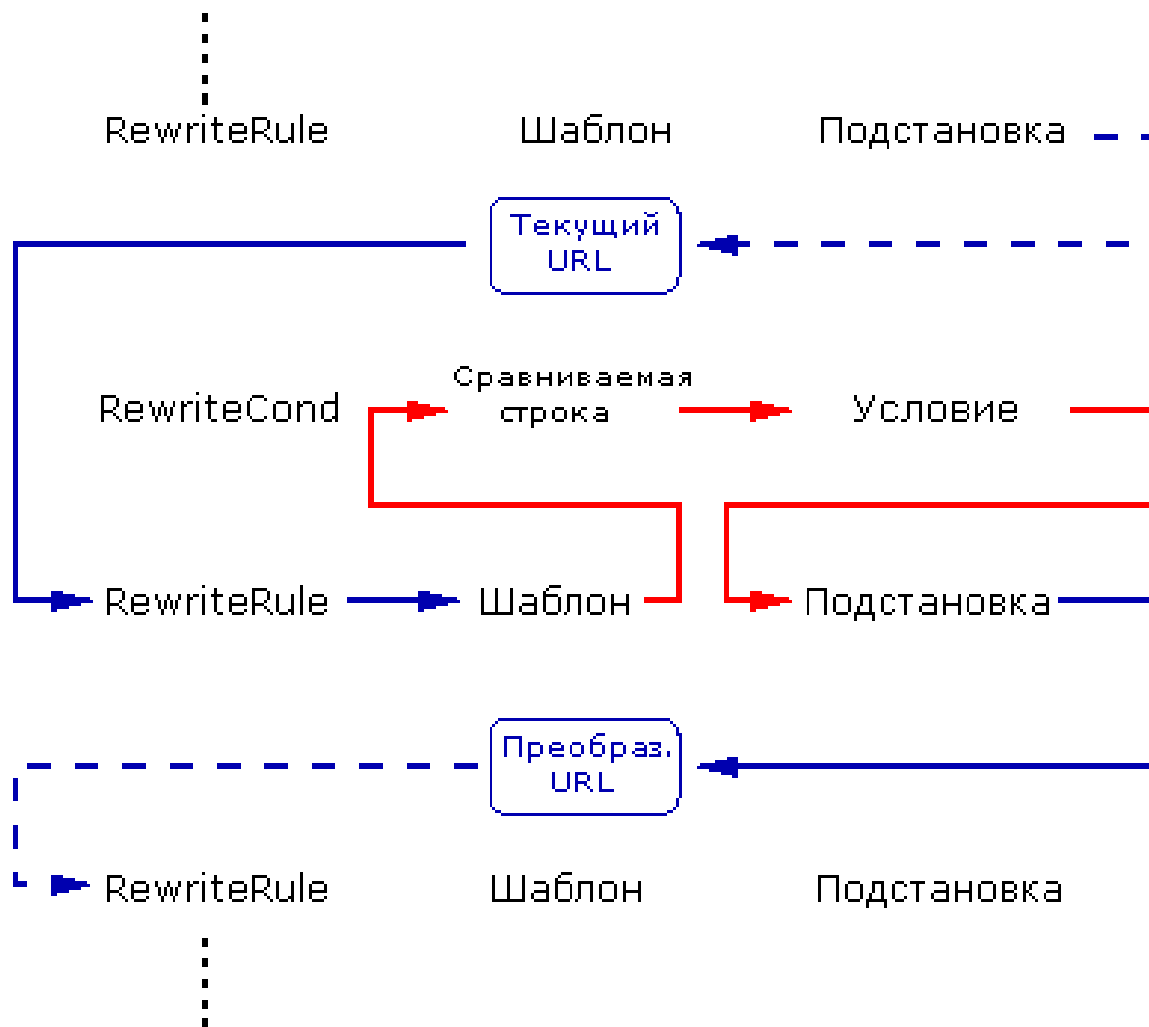 RewriteRule Шаблон Подстановка
Текущий
URL
RewriteCond Сравниваемая
строка Условие
RewriteRule Шаблон Подстановка
Преобраз.
URL
RewriteRule Шаблон Подстановка